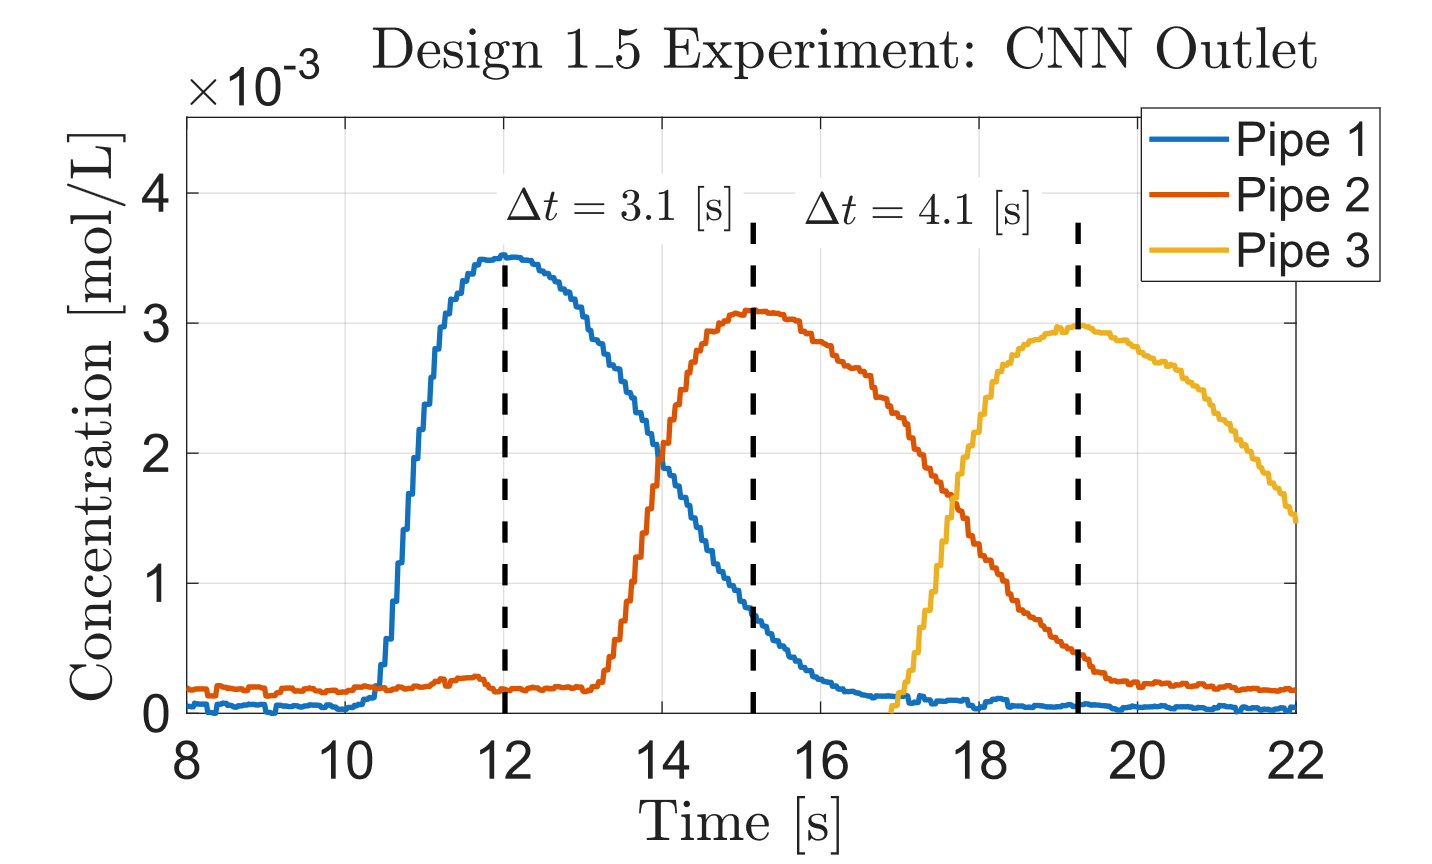 Design 1_5 Experiment: CNN Outlet
×10⁻³
Pipe 1
Pipe 2
Pipe 3
Δt = 3.1 [s]
Δt = 4.1 [s]
Concentration [mol/L]
4
3
2
1
0
8 10 12 14 16 18 20 22
Time [s]